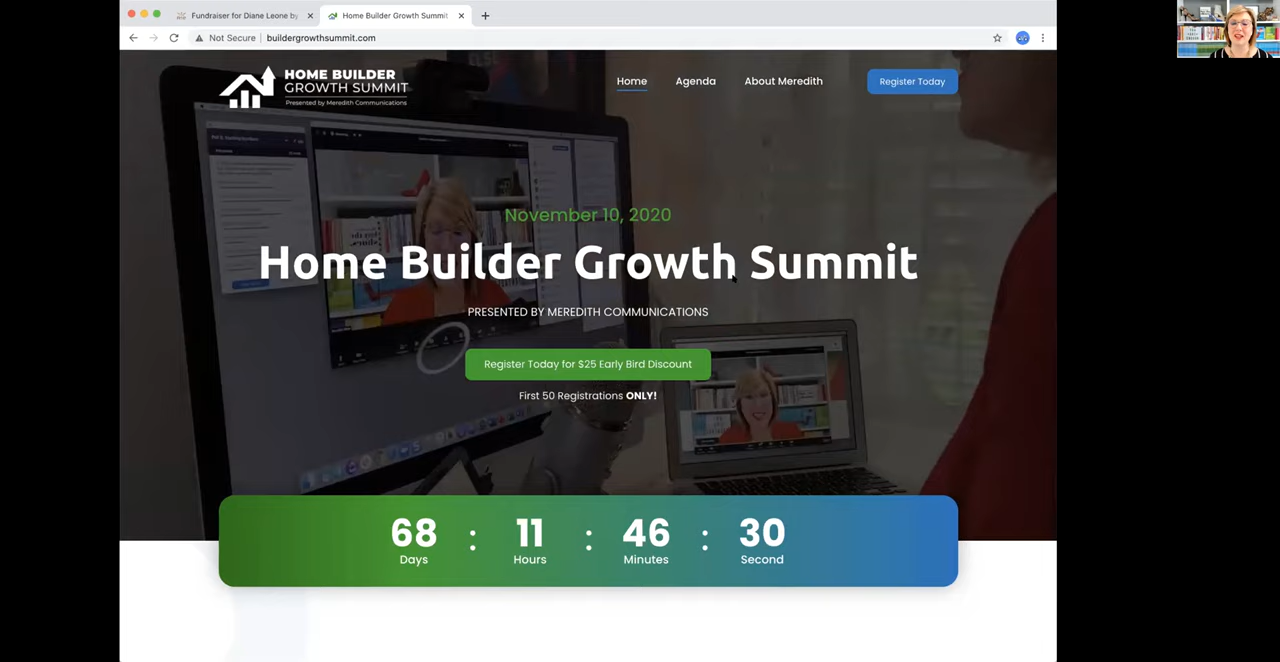 Fundraiser for Diane Leone by
Home Builder Growth Summit
Not Secure
buildergrowthsummit.com
HOME BUILDER
GROWTH SUMMIT
Presented by Meredith Communications
Home
Agenda
About Meredith
Register Today
November 10, 2020
Home Builder Growth Summit
PRESENTED BY MEREDITH COMMUNICATIONS
Register Today for $25 Early Bird Discount
First 50 Registrations ONLY!
68 : 11 : 46 : 30
Days Hours Minutes Second